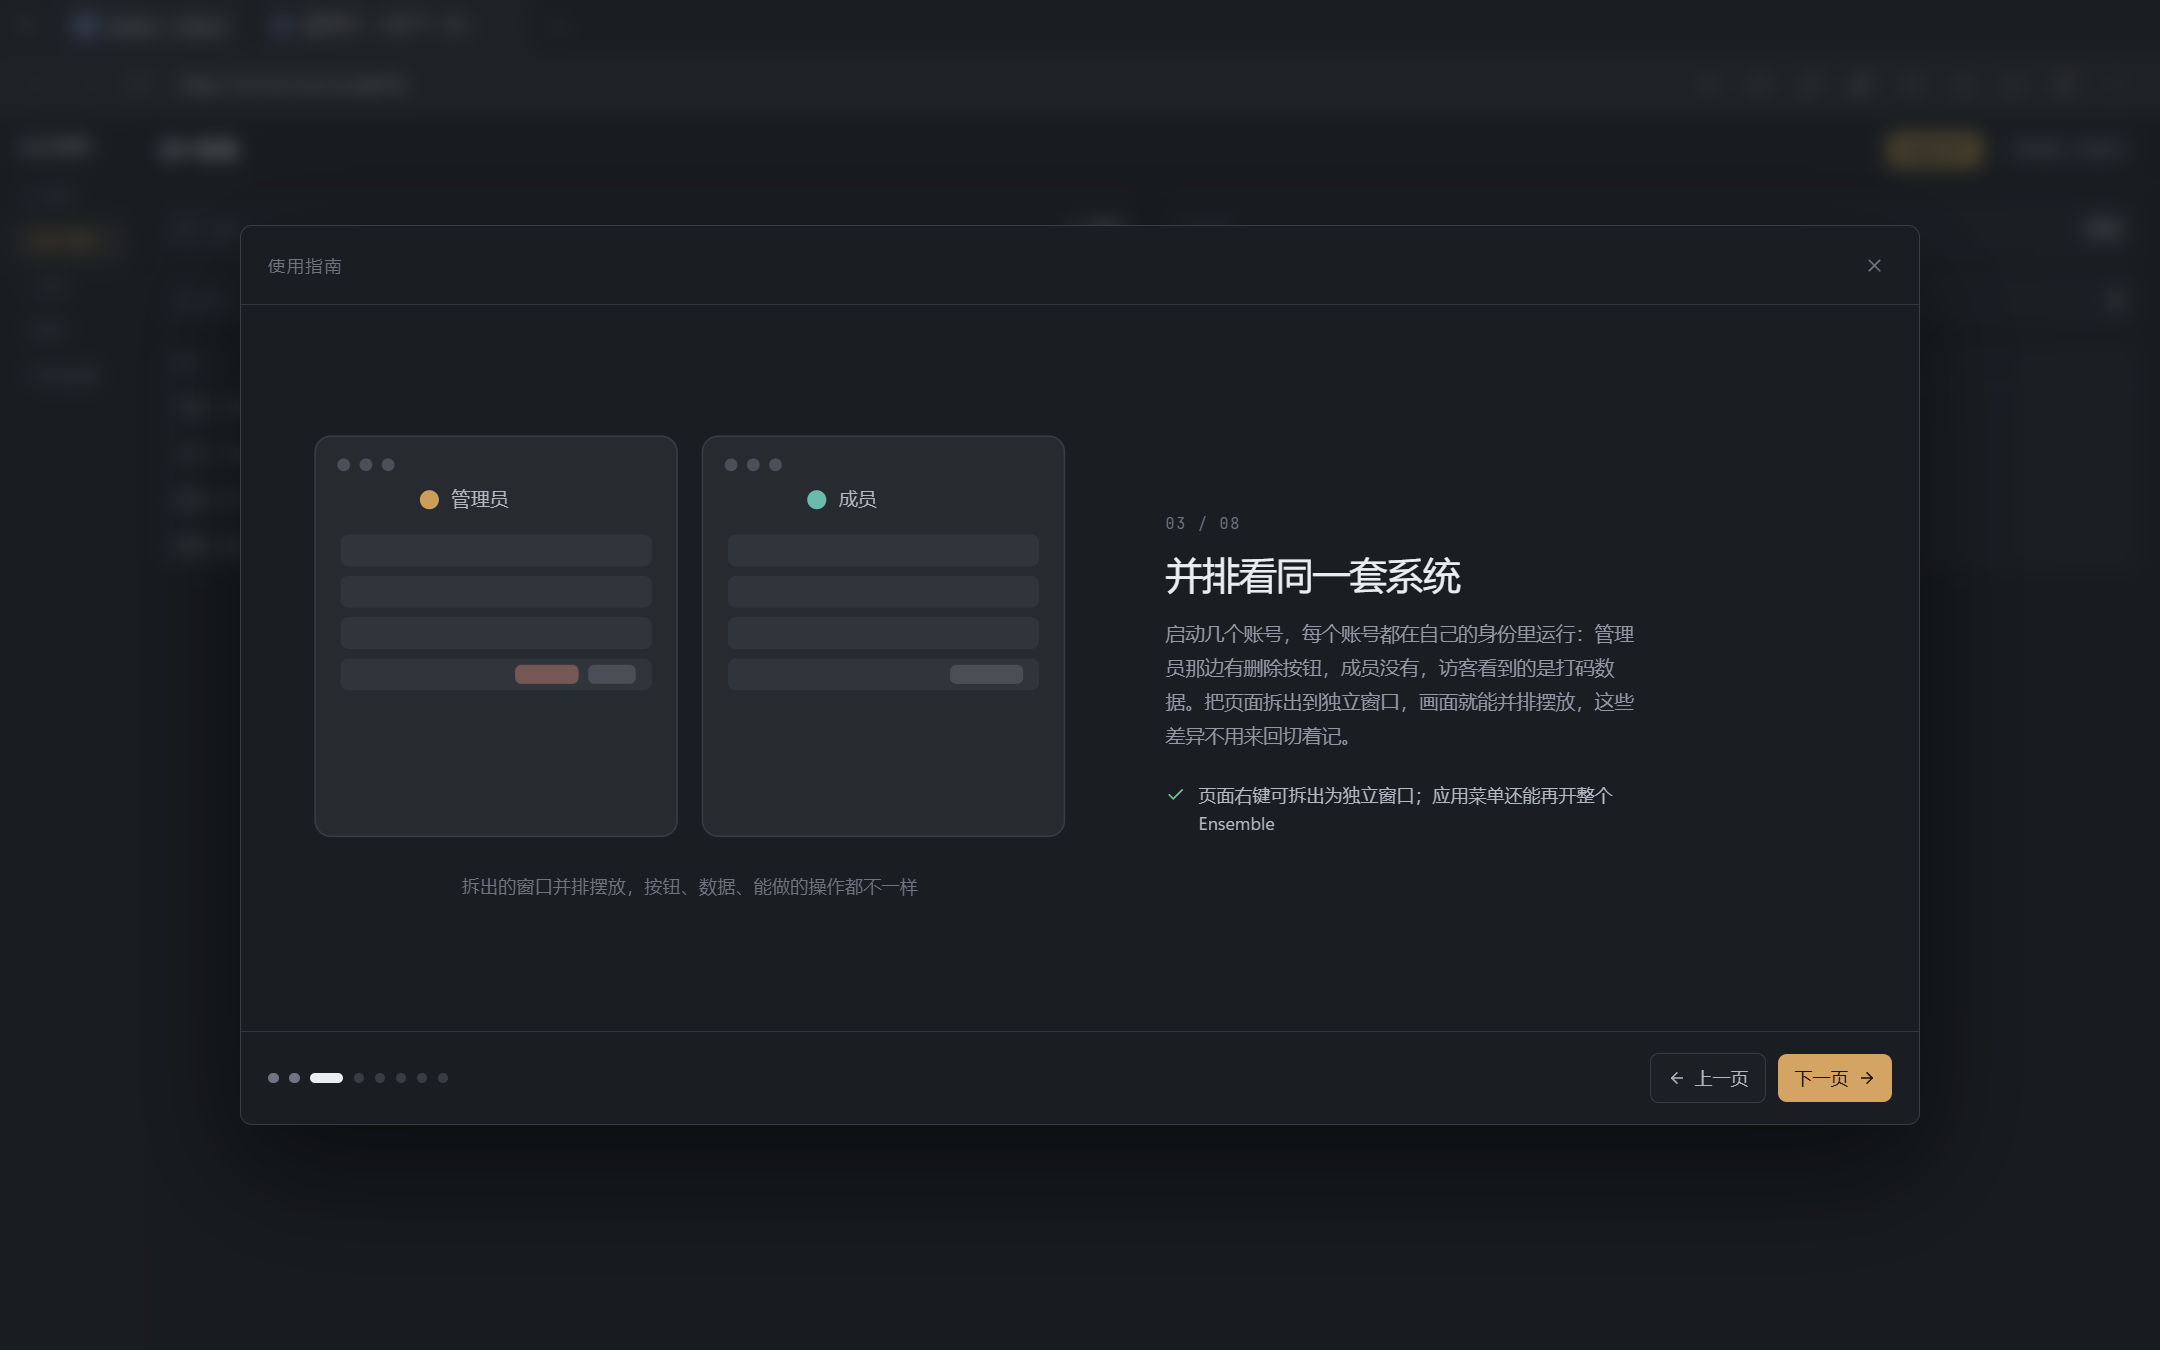 使用指南
管理员
成员
拆出的窗口并排摆放，按钮、数据、能做的操作都不一样
03 / 08
并排看同一套系统
启动几个账号，每个账号都在自己的身份里运行：管理
员那边有删除按钮，成员没有，访客看到的是打码数
据。把页面拆出到独立窗口，画面就能并排摆放，这些
差异不用来回切着记。
页面右键可拆出为独立窗口；应用菜单还能再开整个
Ensemble
上一页
下一页